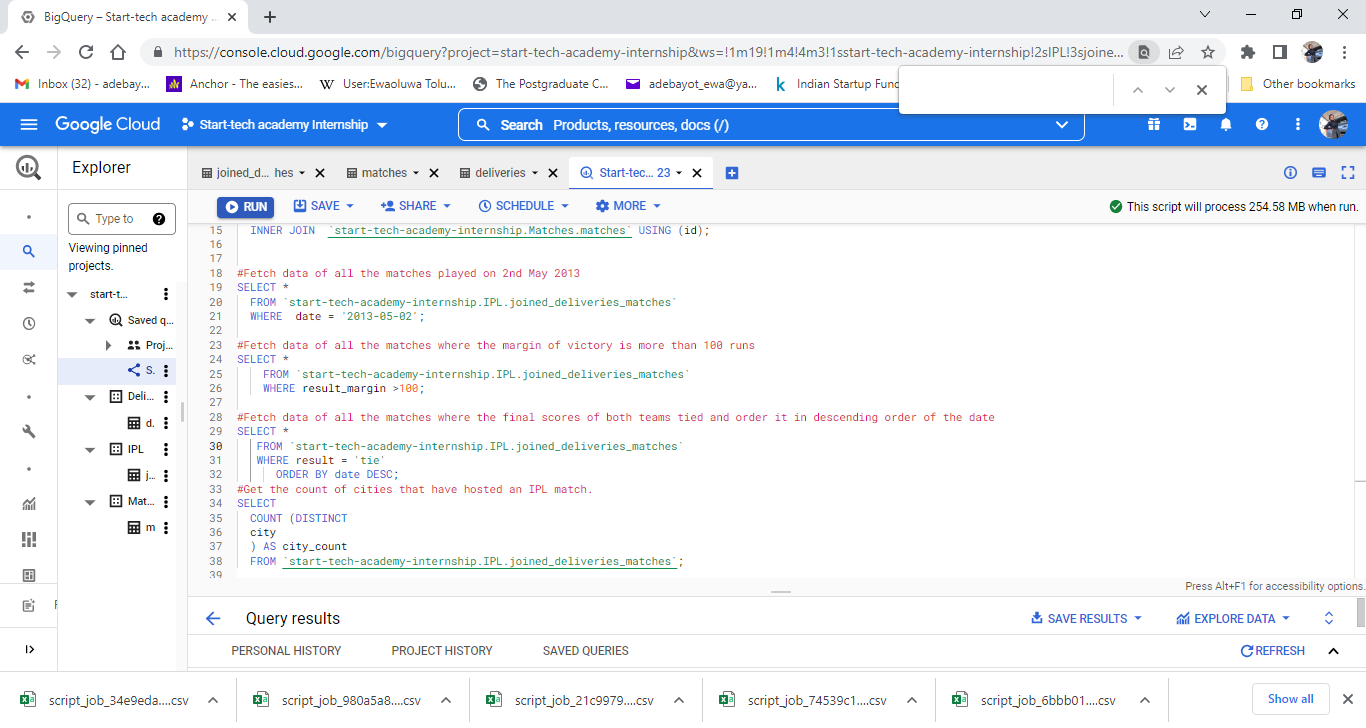 BigQuery – Start-tech academy ...
https://console.cloud.google.com/bigquery?project=start-tech-academy-internship&ws=!1m19!1m4!4m3!1sstart-tech-academy-internship!2sIPL!3sjoine...
Inbox (32) - adebay... Anchor - The easies... User:Ewaoluwa Tolu... The Postgraduate C... adebayot_ewa@ya... Indian Startup Fund Other bookmarks
Google Cloud Start-tech academy Internship Search Products, resources, docs (/)
Explorer joined_d... hes matches deliveries Start-tec... 23
RUN SAVE SHARE SCHEDULE MORE This script will process 254.58 MB when run.
Type to
Viewing pinned
projects.
start-t...
Saved q...
Proj...
S.
Deli...
d.
IPL
j...
Mat...
m
15 INNER JOIN `start-tech-academy-internship.Matches.matches` USING (id);
16
17
18 #Fetch data of all the matches played on 2nd May 2013
19 SELECT *
20 FROM `start-tech-academy-internship.IPL.joined_deliveries_matches`
21 WHERE date = '2013-05-02';
22
23 #Fetch data of all the matches where the margin of victory is more than 100 runs
24 SELECT *
25 FROM `start-tech-academy-internship.IPL.joined_deliveries_matches`
26 WHERE result_margin >100;
27
28 #Fetch data of all the matches where the final scores of both teams tied and order it in descending order of the date
29 SELECT *
30 FROM `start-tech-academy-internship.IPL.joined_deliveries_matches`
31 WHERE result = 'tie'
32 ORDER BY date DESC;
33 #Get the count of cities that have hosted an IPL match.
34 SELECT
35 COUNT (DISTINCT
36 city
37 ) AS city_count
38 FROM `start-tech-academy-internship.IPL.joined_deliveries_matches`;
39
Press Alt+F1 for accessibility options.
Query results SAVE RESULTS EXPLORE DATA
PERSONAL HISTORY PROJECT HISTORY SAVED QUERIES REFRESH
script_job_34e9eda....csv script_job_980a5a8....csv script_job_21c9979....csv script_job_74539c1....csv script_job_6bbb01....csv Show all